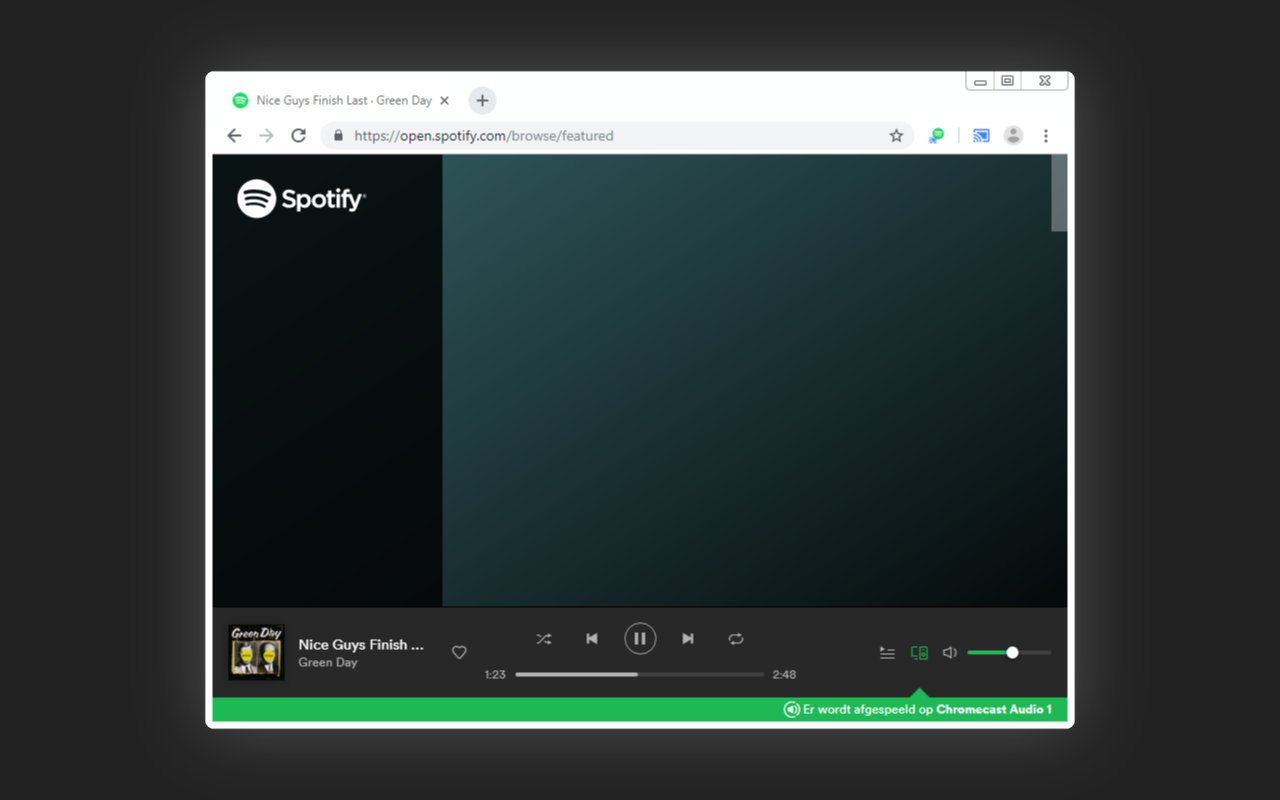 Nice Guys Finish Last · Green Day
https://open.spotify.com/browse/featured
Spotify®
Green Day
Nice Guys Finish ...
Green Day
1:23
2:48
Er wordt afgespeeld op Chromecast Audio 1